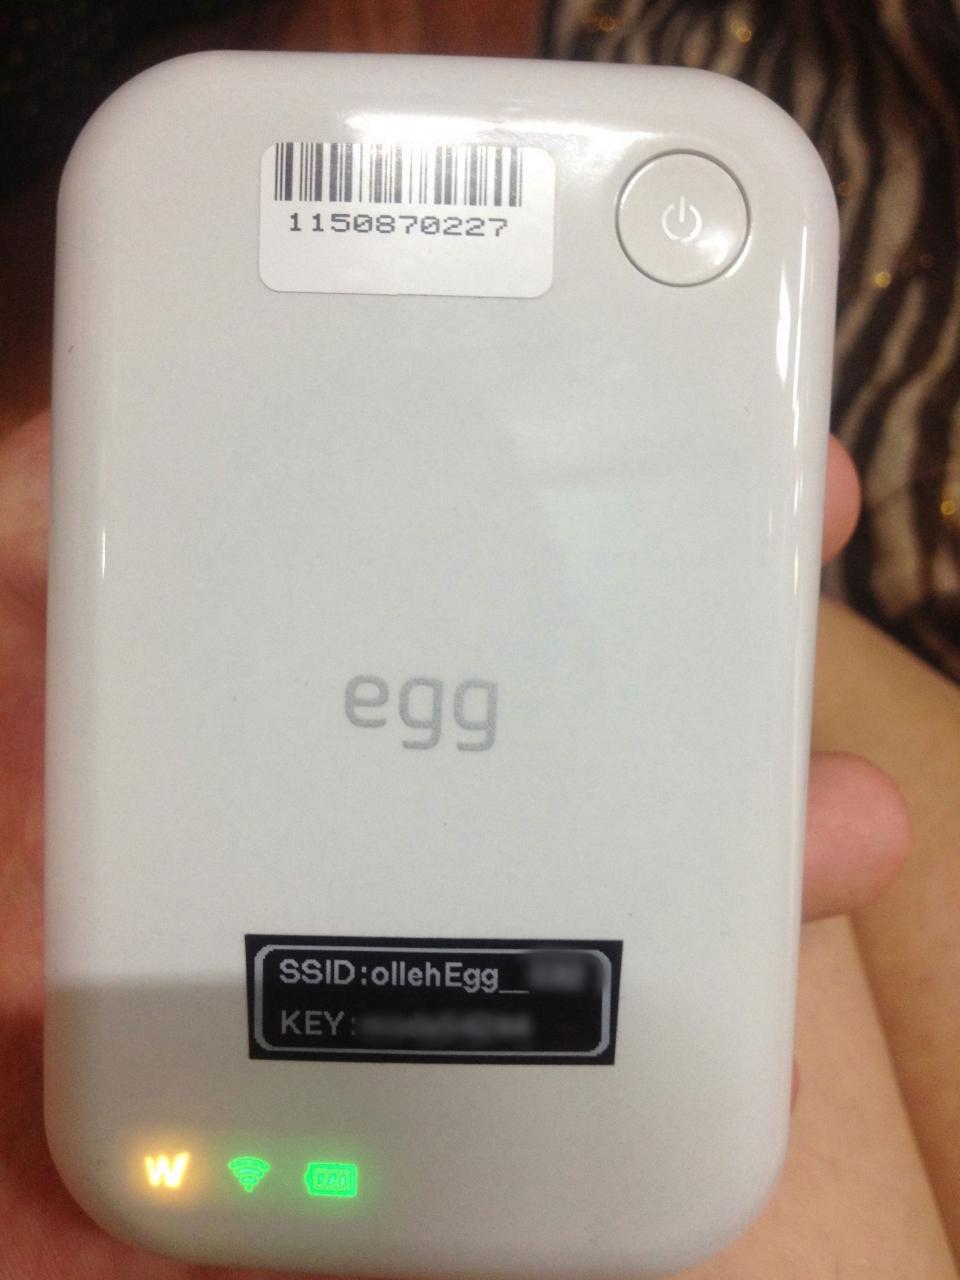 1150870227
egg
SSID:ollehEgg_
KEY:
W